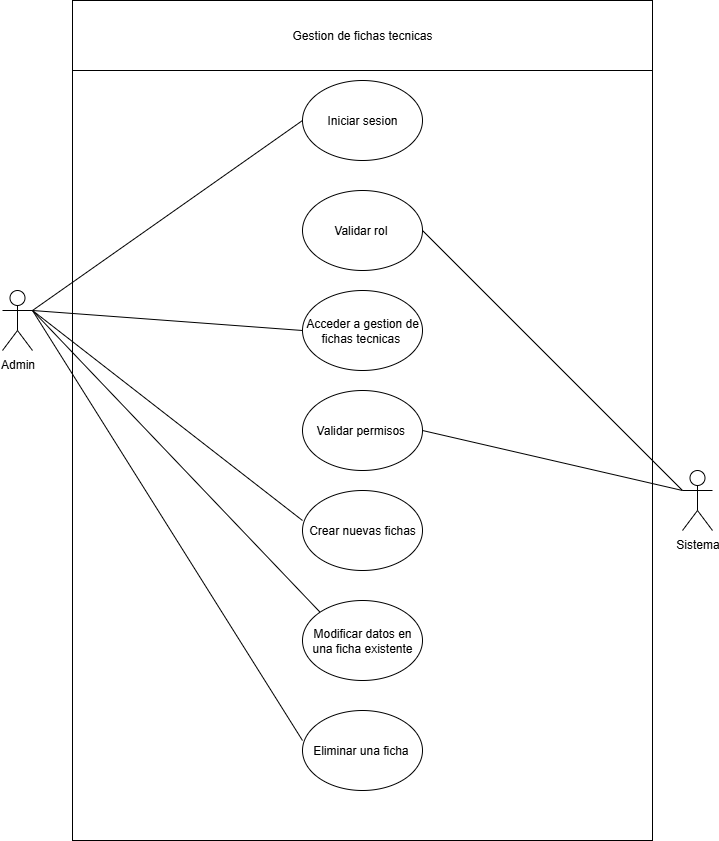 Gestion de fichas tecnicas
Iniciar sesion
Validar rol
Acceder a gestion de
fichas tecnicas
Admin
Validar permisos
Crear nuevas fichas
Sistema
Modificar datos en
una ficha existente
Eliminar una ficha